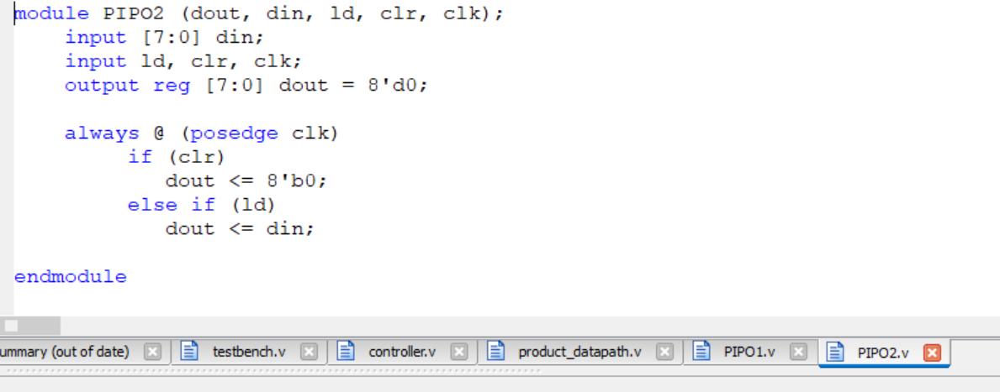 module PIPO2 (dout, din, ld, clr, clk);
input [7:0] din;
input ld, clr, clk;
output reg [7:0] dout = 8'd0;
always @ (posedge clk)
if (clr)
dout <= 8'b0;
else if (ld)
dout <= din;
endmodule
ummary (out of date) testbench.v controller.v product_datapath.v PIPO1.v PIPO2.v